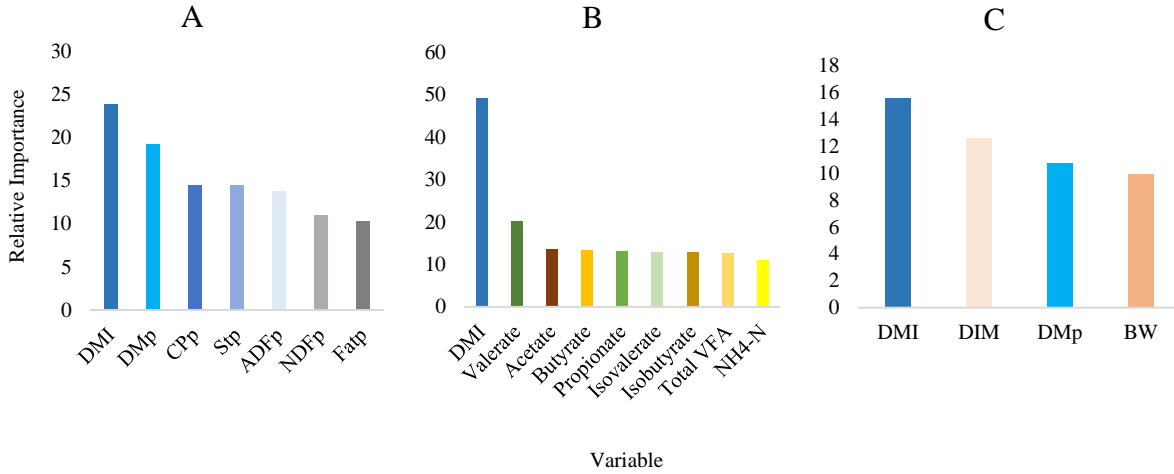 A
B
C
Relative Importance
30
25
20
15
10
5
0
DMI
DMp
CPp
Stp
ADFp
NDFp
Fatp
60
50
40
30
20
10
0
DMI
Valerate
Acetate
Butyrate
Propionate
Isovalerate
Isobutyrate
Total VFA
NH4-N
18
16
14
12
10
8
6
4
2
0
DMI
DIM
DMp
BW
Variable